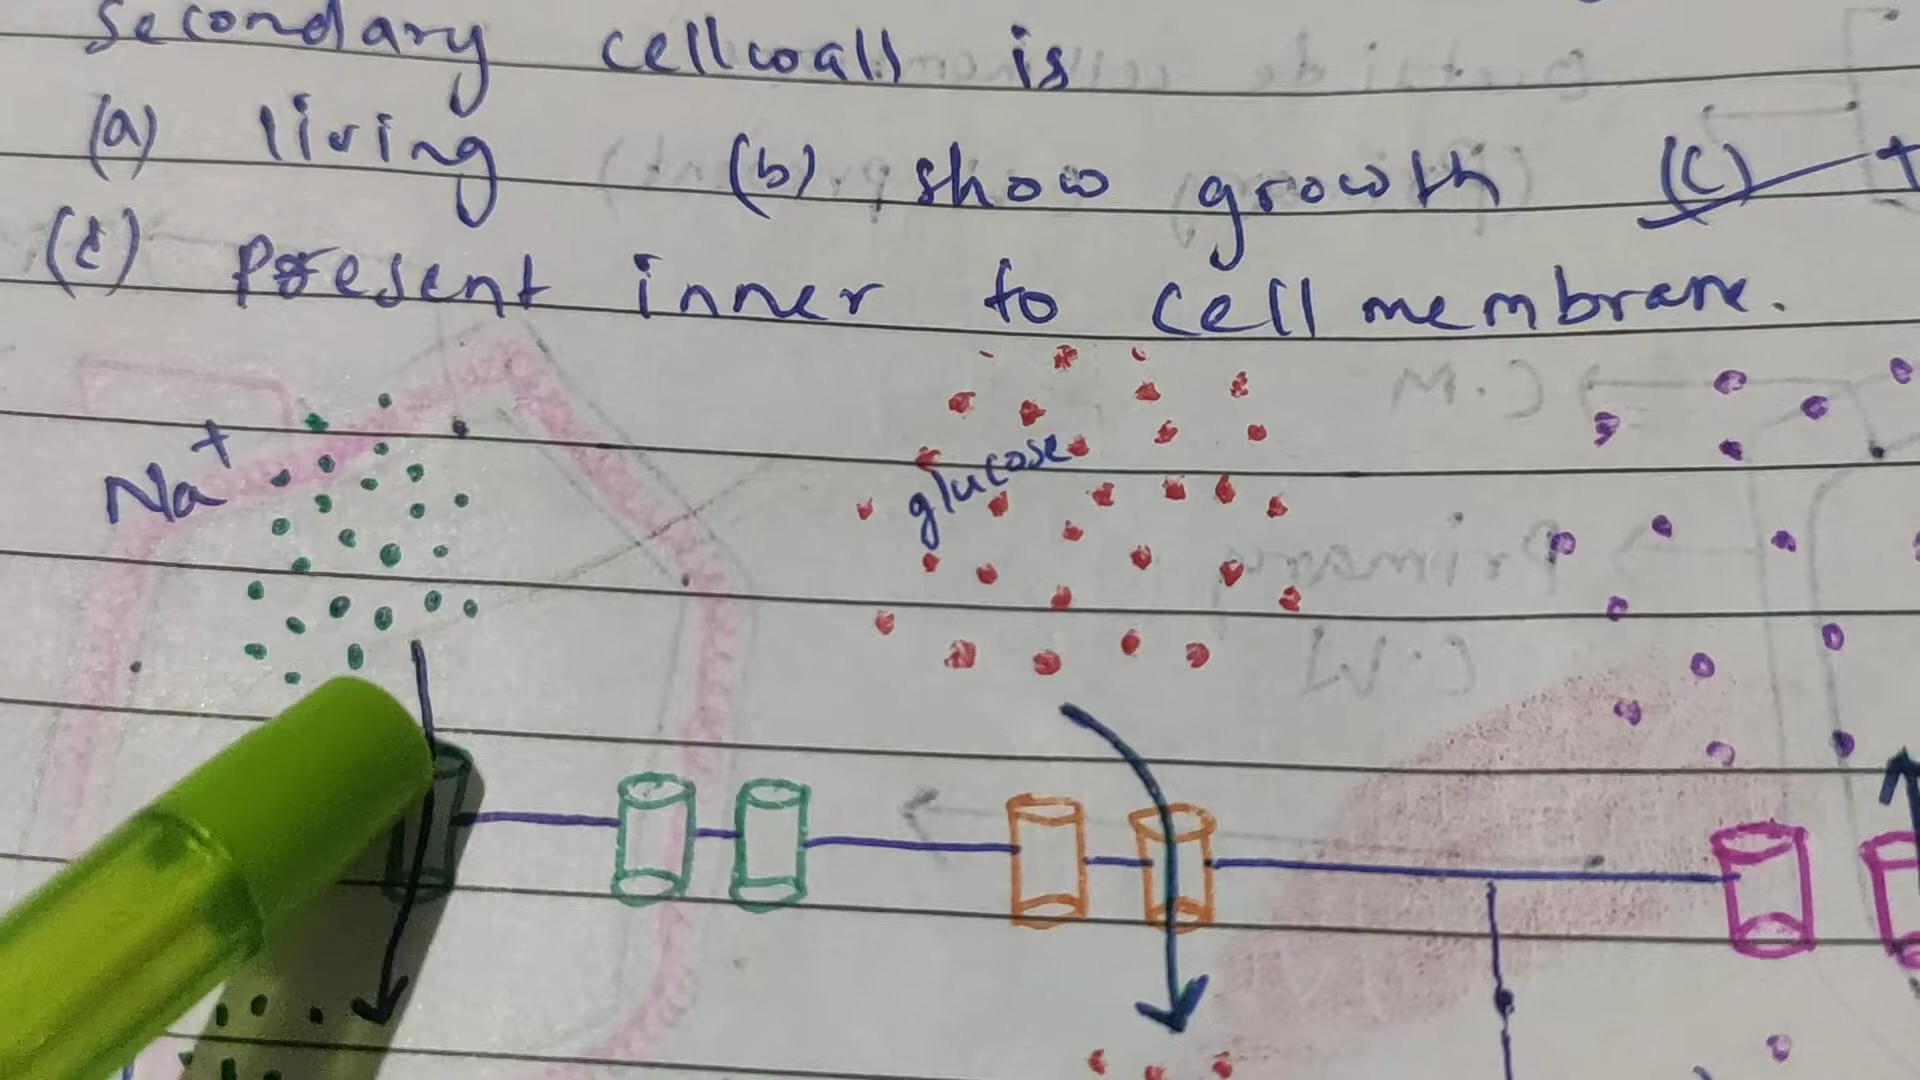 Secondary cellwall is
(a) living (b) show growth (c)
(d) Present inner to cell membrane.
Na+
glucose